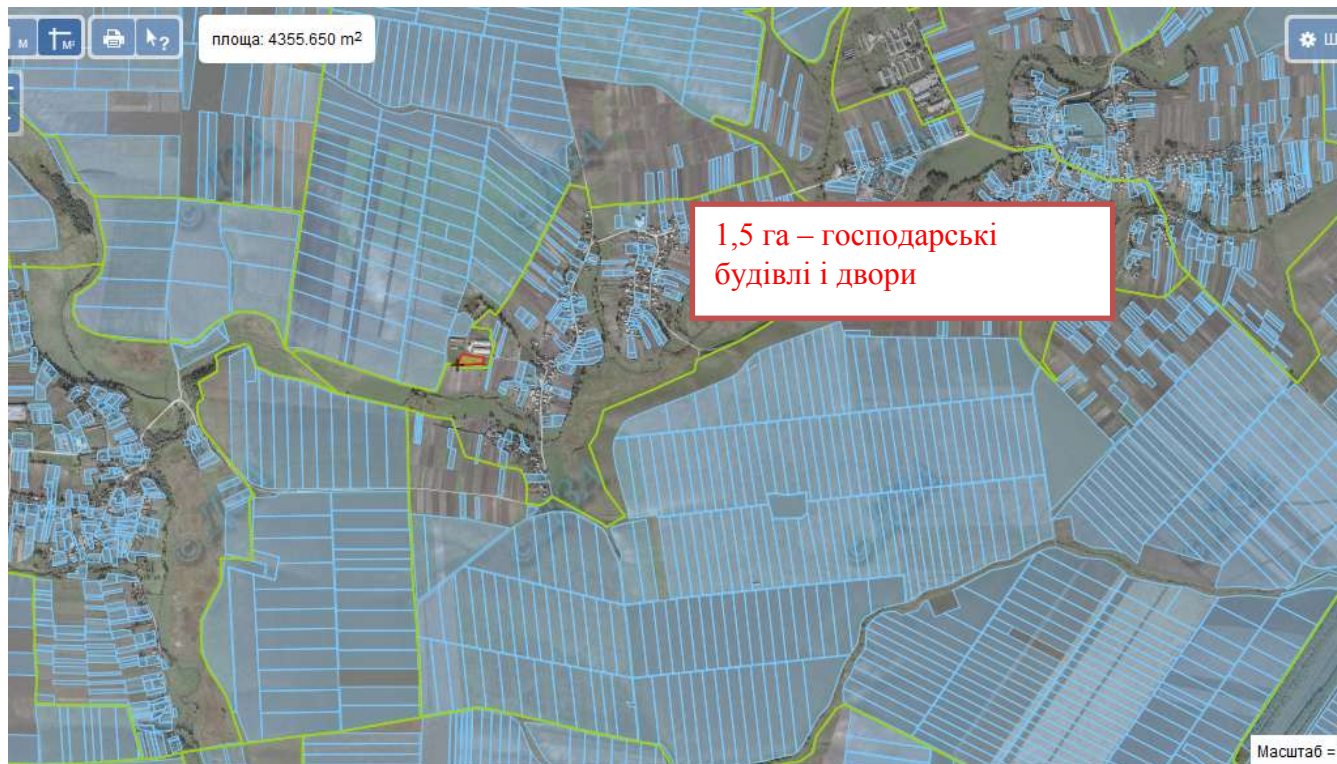 м
м²
?
площа: 4355.650 m²
Ш
1,5 га – господарські
будівлі і двори
Масштаб =